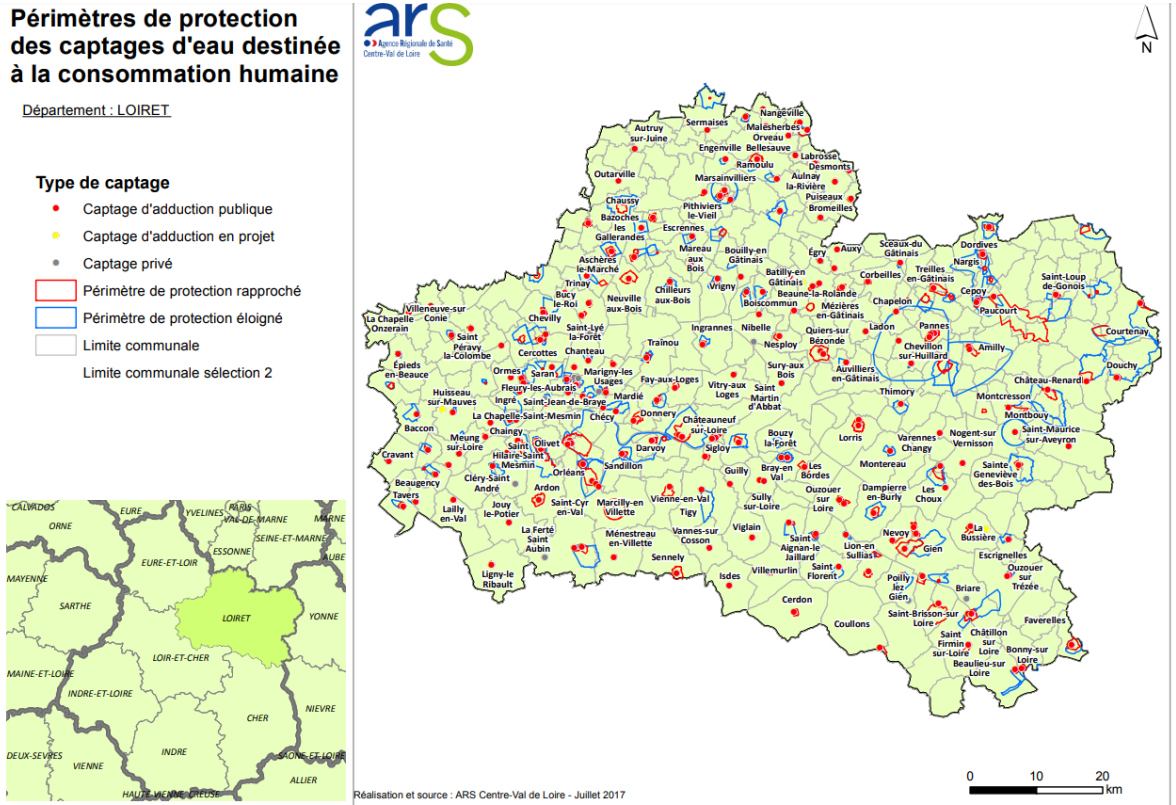 Périmètres de protection
des captages d'eau destinée
à la consommation humaine
Département : LOIRET
Type de captage
Captage d'adduction publique
Captage d'adduction en projet
Captage privé
Périmètre de protection rapproché
Périmètre de protection éloigné
Limite communale
Limite communale sélection 2
ars
Agence Régionale de Santé
Centre-Val de Loire
N
Nangéville
Sermaises
Malesherbes
Autruy
sur-Juine
Orveau
Bellesauve
Engenville
Labrosse
Desmonts
Ramoulu
Outarville
Marsainvilliers
Aulnay
la-Rivière
Puiseaux
Bromeilles
Chaussy
Pithiviers
le-Vieil
Bazoches
les
Gallerandes
Escrennes
Mareau
aux
Bois
Bouilly-en
Gâtinais
Égry
Auxy
Sceaux-du
Gâtinais
Dordives
Nargis
Aschères
le-Marché
Trinay
Vrigny
Batilly-en
Gâtinais
Corbeilles
Treilles
en-Gâtinais
Cepoy
Saint-Loup
de-Gonois
Chilleurs
aux-Bois
Beaune-la-Rolande
Boiscommun
Mézières
en-Gâtinais
Chapelon
Paucourt
Bucy
le-Roi
Neuville
aux-Bois
Villeneuve-sur
Conie
La Chapelle
Onzerain
Chevilly
Saint-Lyé
la-Forêt
Ingrannes
Nibelle
Nesploy
Quiers-sur
Bézonde
Ladon
Pannes
Chevillon
sur-Huillard
Amilly
Courtenay
Saint
Péravy
la-Colombe
Cercottes
Chanteau
Traînou
Épieds
en-Beauce
Ormes
Saran
Marigny-les
Usages
Sury-aux
Bois
Auvilliers
en-Gâtinais
Douchy
Château-Renard
Huisseau
sur-Mauves
Fleury-les-Aubrais
Ingré
Saint-Jean-de-Braye
Mardié
Fay-aux-Loges
Vitry-aux
Loges
Saint
Martin
d'Abbat
Thimory
Montcresson
Montbouy
Baccon
La Chapelle-Saint-Mesmin
Chécy
Donnery
Châteauneuf
sur-Loire
Chaingy
Meung
sur-Loire
Saint
Hilaire-Saint
Mesmin
Olivet
Orléans
Darvoy
Sigloy
Bouzy
la-Forêt
Lorris
Varennes
Changy
Nogent-sur
Vernisson
Saint-Maurice
sur-Aveyron
Cravant
Sandillon
Guilly
Bray-en
Val
Les
Bordes
Montereau
Sainte
Geneviève
des-Bois
Beaugency
Tavers
Cléry-Saint
André
Ardon
Saint-Cyr
en-Val
Marcilly-en
Villette
Vienne-en-Val
Tigy
Sully
sur-Loire
Ouzouer
sur
Loire
Dampierre
en-Burly
Les
Choux
Lailly
en-Val
Jouy
le-Potier
La Ferté
Saint
Aubin
Ménestreau
en-Villette
Vannes-sur
Cosson
Viglain
Saint
Aignan-le
Jaillard
Lion-en
Sullias
Nevoy
Gien
La
Bussière
Escrignelles
Sennely
Ligny-le
Ribault
Isdes
Villemurlin
Saint
Florent
Poilly
lez
Gien
Briare
Ouzouer
sur
Trézée
Cerdon
Coullons
Saint-Brisson-sur
Loire
Faverelles
Saint
Firmin
sur-Loire
Châtillon
sur
Loire
Beaulieu-sur
Loire
Bonny-sur
Loire
CALVADOS
ORNE
EURE
YVELINES
PARIS
VAL-DE-MARNE
MARNE
SEINE-ET-MARNE
ESSONNE
AUBE
EURE-ET-LOIR
MAYENNE
SARTHE
LOIRET
YONNE
LOIR-ET-CHER
MAINE-ET-LOIRE
INDRE-ET-LOIRE
CHER
NIEVRE
DEUX-SEVRES
VIENNE
INDRE
SAONE-ET-LOIRE
ALLIER
HAUTE-VIENNE
CREUSE
Réalisation et source : ARS Centre-Val de Loire - Juillet 2017
0 10 20
km